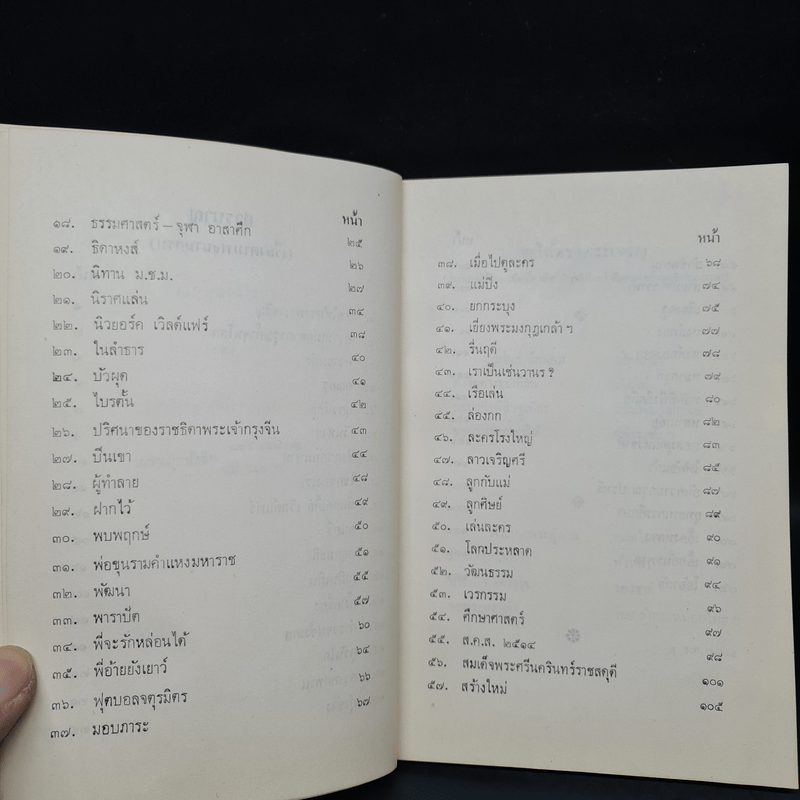 หน้า
๑๘. ธรรมศาสตร์ – จุฬา อาลาศึก ๒๕
๑๙. ธิดาหงส์ ๒๖
๒๐. นิทาน ม.ช.ม. ๒๗
๒๑. นิราศแล่น ๓๔
๒๒. นิวยอร์ค เวิลด์แฟร์ ๓๘
๒๓. ในลำธาร ๔๐
๒๔. บัวผุด ๔๑
๒๕. ไบรตั้น ๔๒
๒๖. ปริศนาของราชธิดาพระเจ้ากรุงจีน ๔๓
๒๗. ปีนเขา ๔๔
๒๘. ผู้ทำลาย ๔๘
๒๙. ฝากไว้ ๔๙
๓๐. พบพฤกษ์ ๕๐
๓๑. พ่อขุนรามคำแหงมหาราช ๕๑
๓๒. พัฒนา ๕๕
๓๓. พาราบัต ๕๗
๓๔. พี่จะรักหล่อนได้ ๖๐
๓๕. พี่อ้ายยังเยาว์ ๖๔
๓๖. ฟุตบอลจตุรมิตร ๖๖
๓๗. มอบภาระ ๖๗
หน้า
๓๘. เมื่อไปดูละคร ๖๘
๓๙. แม่ปิง ๗๔
๔๐. ยกกระบุง ๗๕
๔๑. เยี่ยงพระมงกุฎเกล้า ฯ ๗๗
๔๒. รื่นฤดี ๗๘
๔๓. เราเป็นเช่นวานร ? ๗๙
๔๔. เรือเล่น ๘๐
๔๕. ล่องกก ๘๒
๔๖. ละครโรงใหญ่ ๘๓
๔๗. ลาวเจริญศรี ๘๕
๔๘. ลูกกับแม่ ๘๗
๔๙. ลูกศิษย์ ๘๙
๕๐. เล่นละคร ๙๐
๕๑. โลกประหลาด ๙๑
๕๒. วัฒนธรรม ๙๔
๕๓. เวรกรรม ๙๖
๕๔. ศึกษาศาสตร์ ๙๗
๕๕. ส.ค.ส. ๒๕๑๔ ๙๘
๕๖. สมเด็จพระศรีนครินทร์ราชสดุดี ๑๐๑
๕๗. สร้างใหม่ ๑๐๕